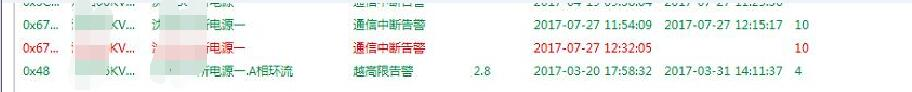 0x67... KV... 电源一 通信中断告警 2017-07-27 11:54:09 2017-07-27 12:15:17 10
0x67... KV... 电源一 通信中断告警 2017-07-27 12:32:05 10
0x48 KV... 电源一.A相环流 越高限告警 2.8 2017-03-20 17:58:32 2017-03-31 14:11:37 4